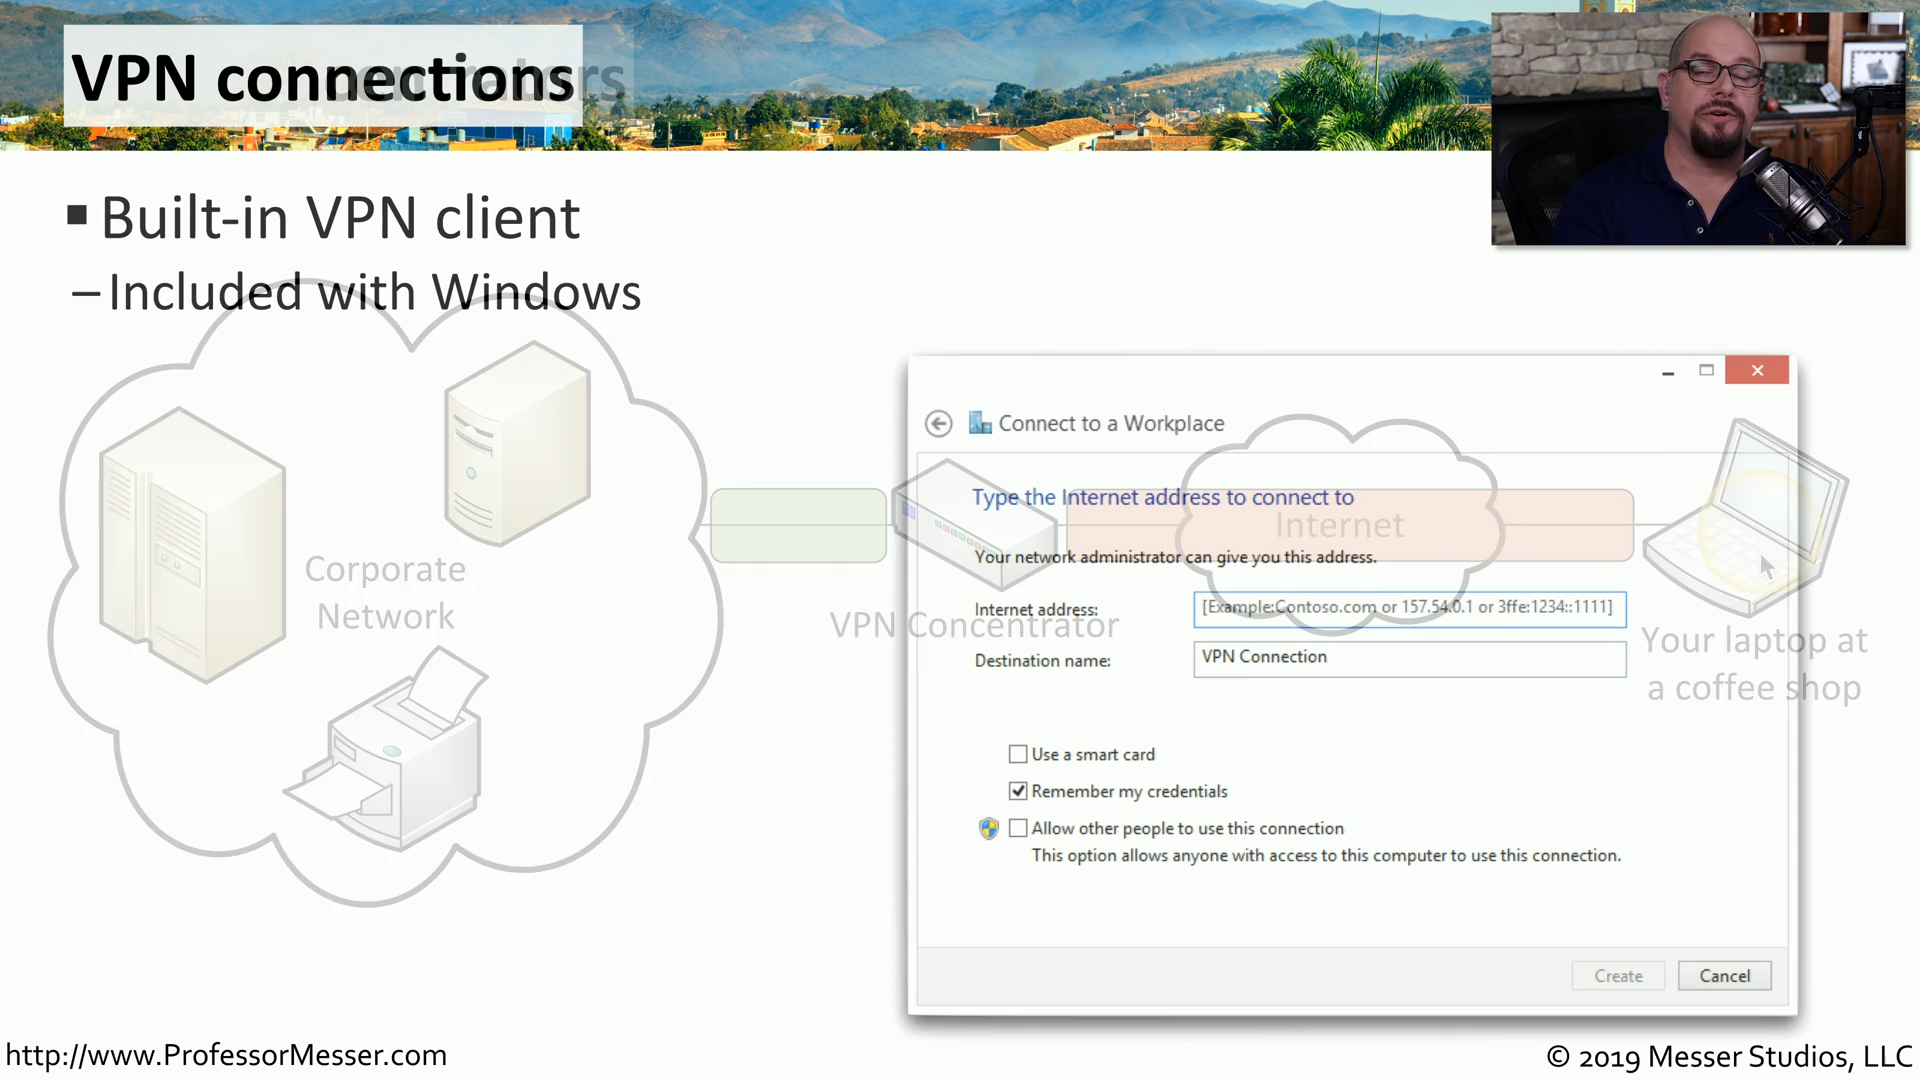 VPN connections
Built-in VPN client
– Included with Windows
Corporate
Network
VPN Concentrator
Internet
Your laptop at
a coffee shop
Connect to a Workplace
Type the Internet address to connect to
Your network administrator can give you this address.
Internet address:
[Example:Contoso.com or 157.54.0.1 or 3ffe:1234::1111]
Destination name:
VPN Connection
Use a smart card
Remember my credentials
Allow other people to use this connection
This option allows anyone with access to this computer to use this connection.
Create
Cancel
http://www.ProfessorMesser.com
© 2019 Messer Studios, LLC